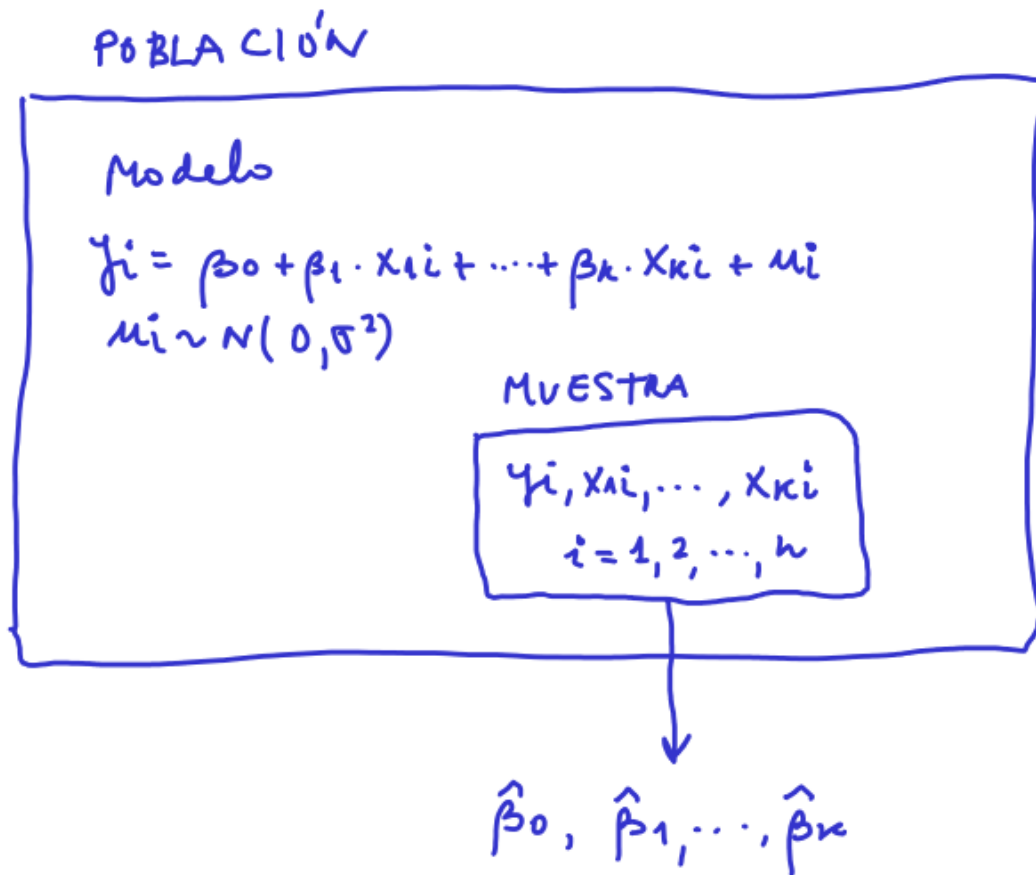 POBLACIÓN
Modelo
yi = β0 + β1 · x1i + ····+ βk · xki + ui
ui ~ N(0,σ²)
MUESTRA
yi, x1i, ···, xki
i = 1, 2, ···, n
β̂0, β̂1, ···, β̂k